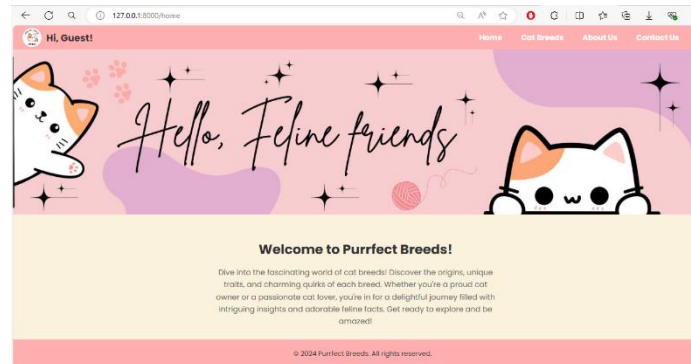 127.0.0.1:8000/home
Hi, Guest!
Home Cat Breeds About Us Contact Us
Hello, Feline friends
Welcome to Purrfect Breeds!
Dive into the fascinating world of cat breeds! Discover the origins, unique
traits, and charming quirks of each breed. Whether you're a proud cat
owner or a passionate cat lover, you're in for a delightful journey filled with
intriguing insights and adorable feline facts. Get ready to explore and be
amazed!
© 2024 Purrfect Breeds. All rights reserved.